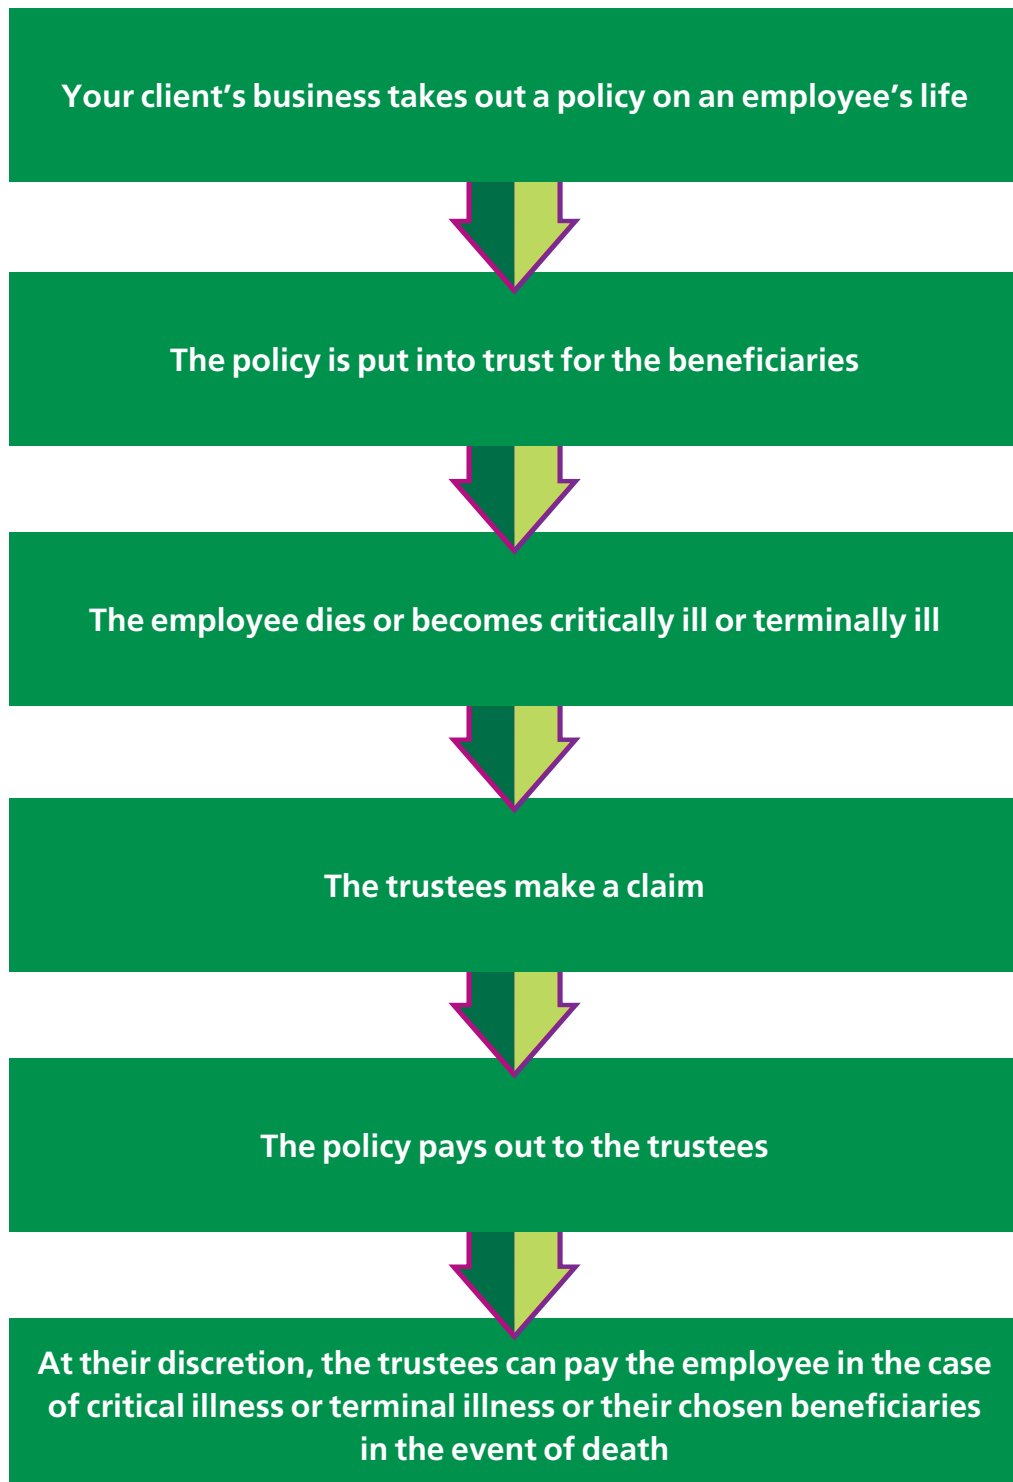 Your client’s business takes out a policy on an employee’s life
The policy is put into trust for the beneficiaries
The employee dies or becomes critically ill or terminally ill
The trustees make a claim
The policy pays out to the trustees
At their discretion, the trustees can pay the employee in the case
of critical illness or terminal illness or their chosen beneficiaries
in the event of death